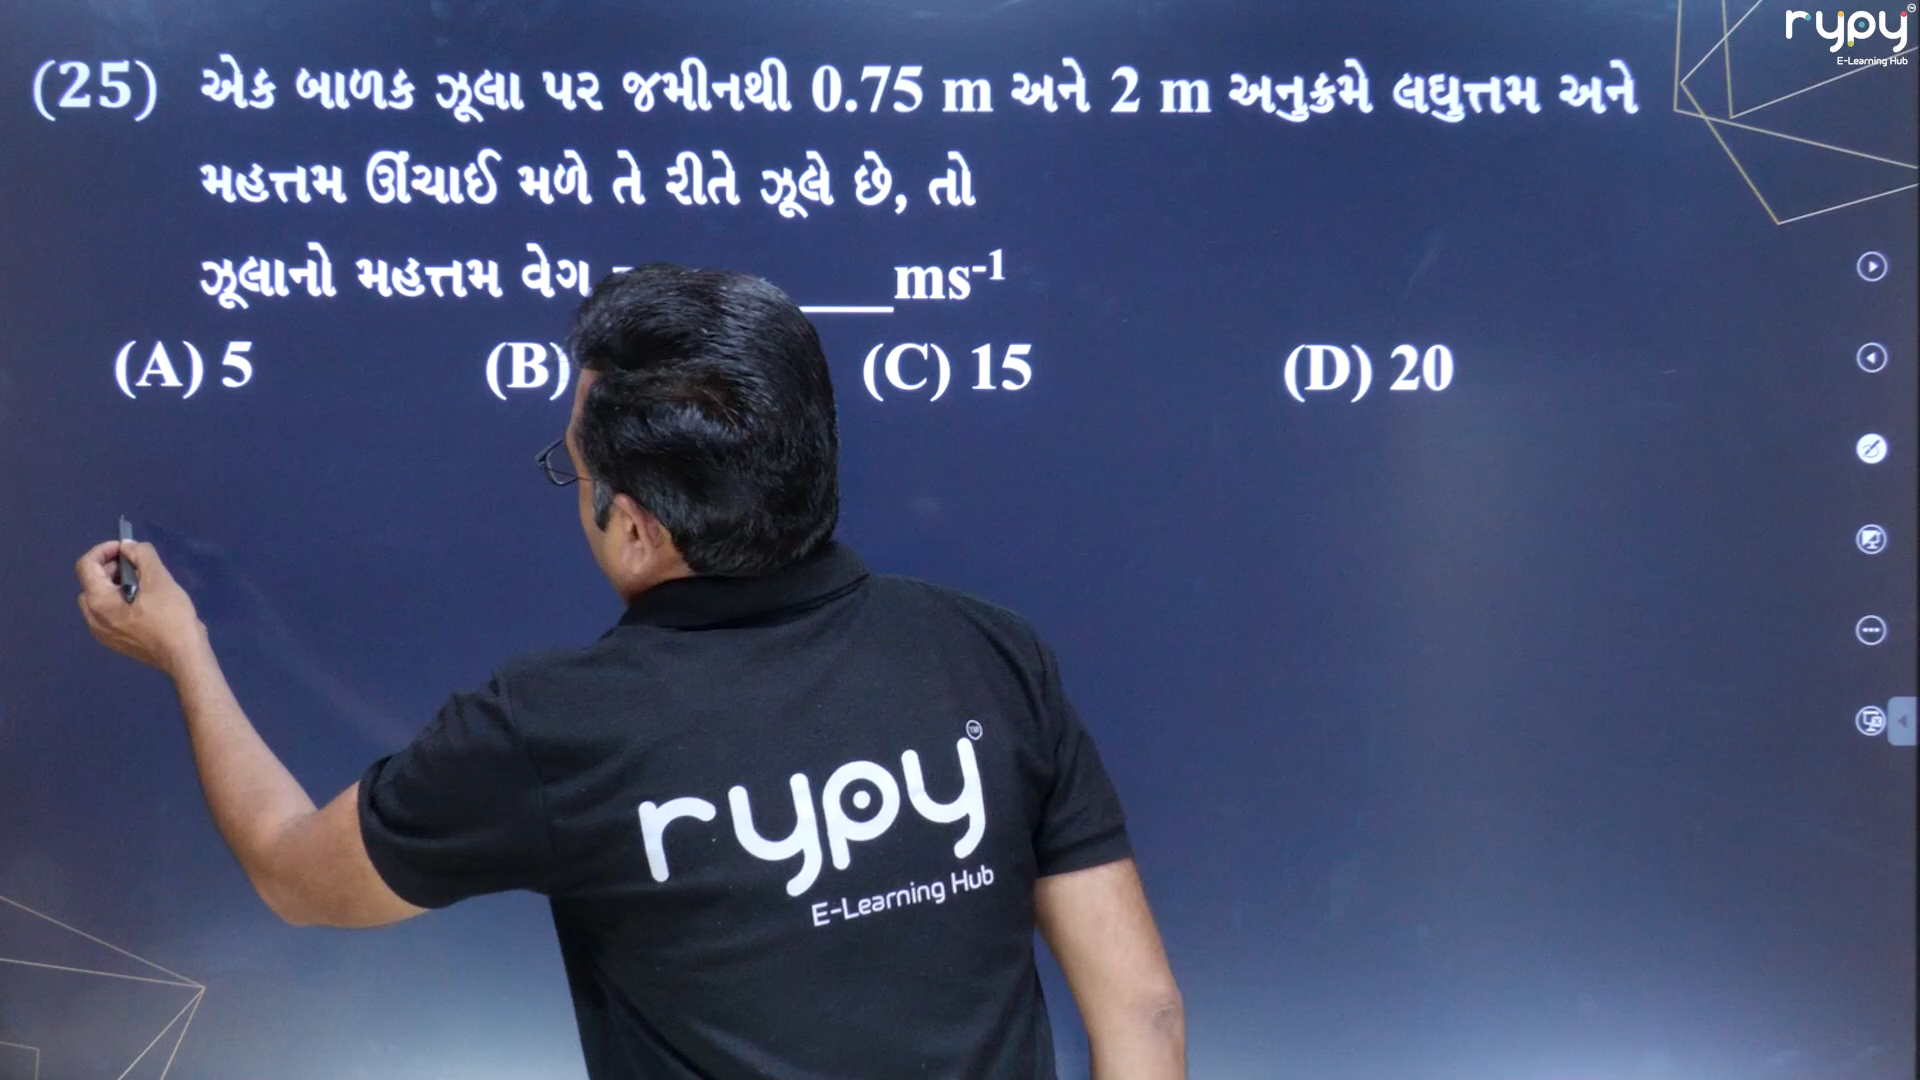 rypy
E-Learning Hub
(25) એક બાળક ઝૂલા પર જમીનથી 0.75 m અને 2 m અનુક્રમે લઘુત્તમ અને
મહત્તમ ઊંચાઈ મળે તે રીતે ઝૂલે છે, તો
ઝૂલાનો મહત્તમ વેગ ms-1
(A) 5 (B) (C) 15 (D) 20
rypy TM
E-Learning Hub